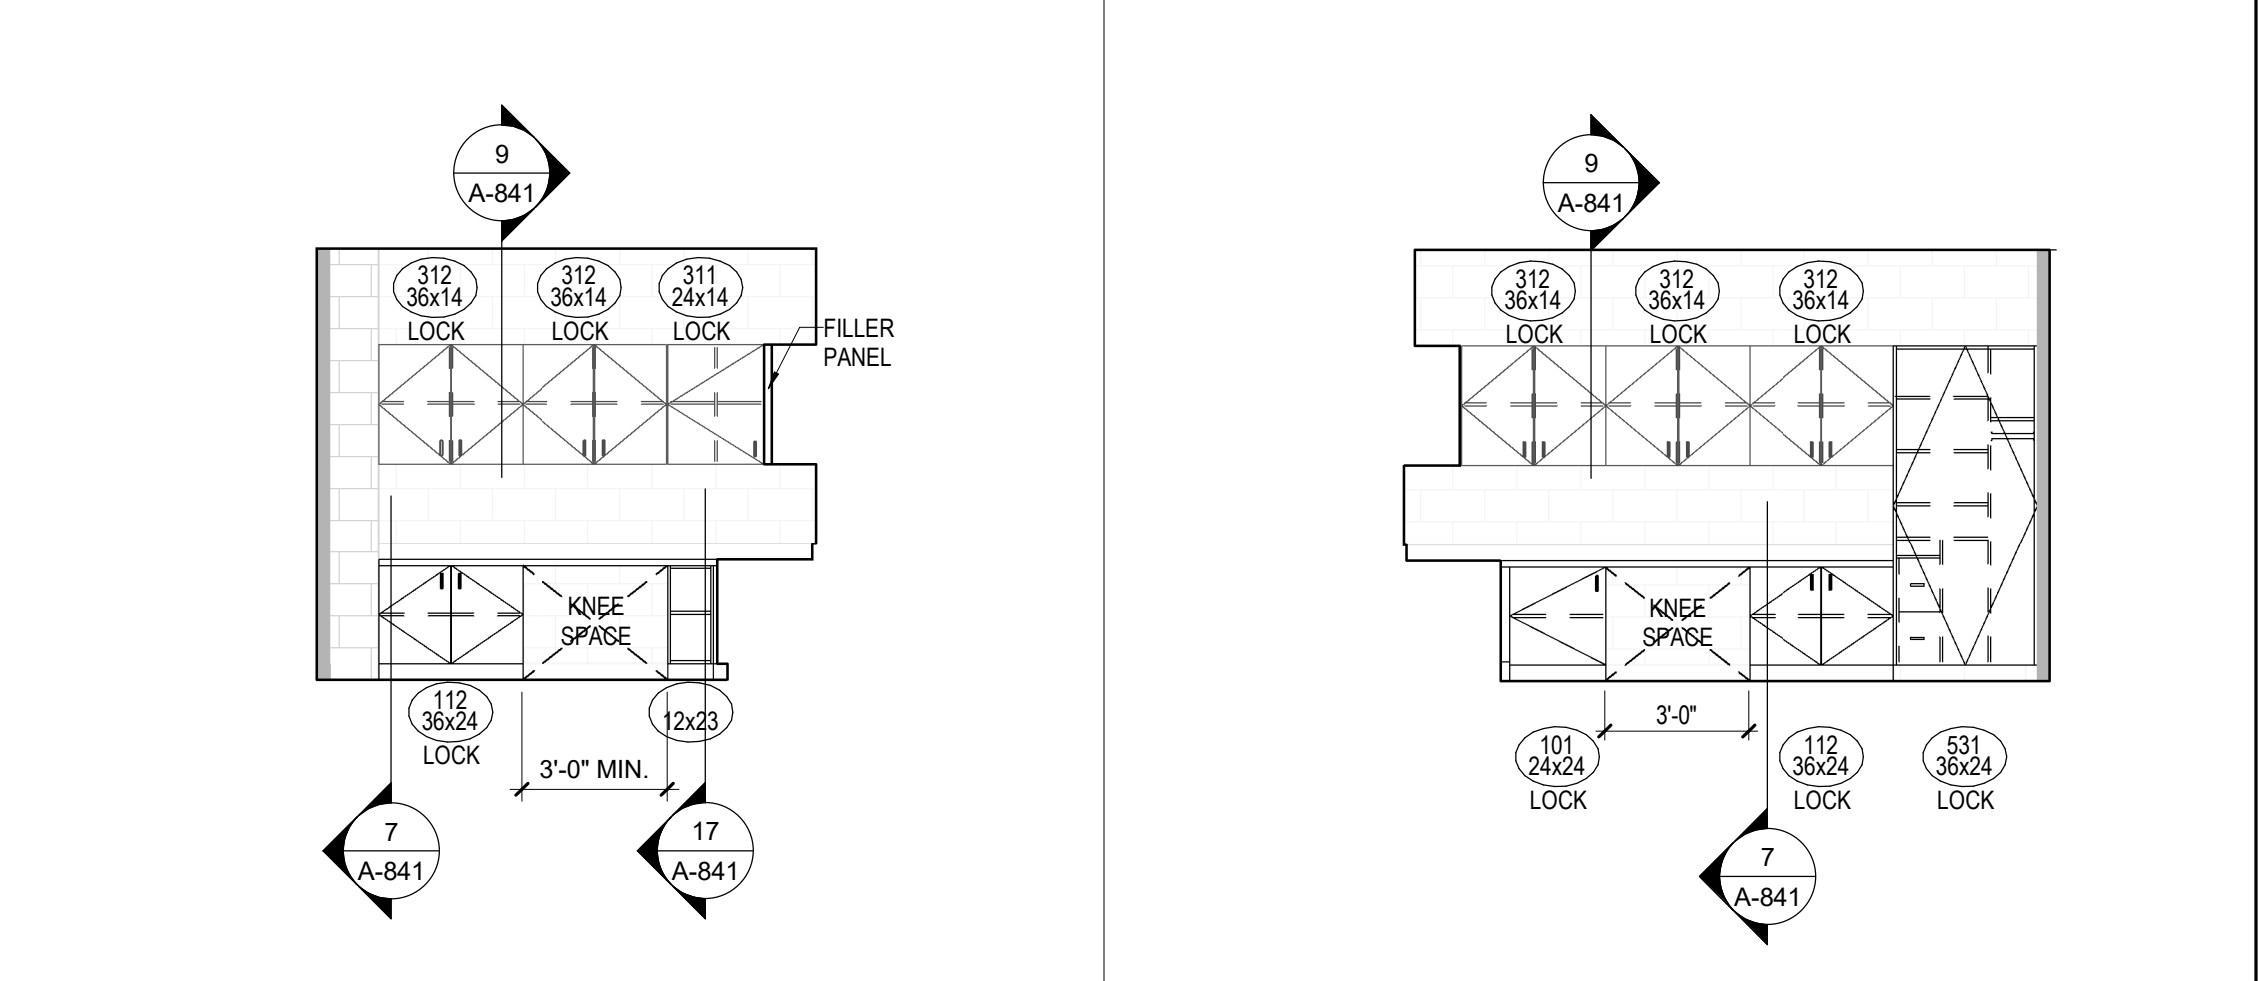 9
A-841
312
36x14
LOCK
312
36x14
LOCK
311
24x14
LOCK
FILLER
PANEL
KNEE
SPACE
112
36x24
LOCK
12x23
3'-0" MIN.
7
A-841
17
A-841
9
A-841
312
36x14
LOCK
312
36x14
LOCK
312
36x14
LOCK
KNEE
SPACE
3'-0"
101
24x24
LOCK
112
36x24
LOCK
531
36x24
LOCK
7
A-841